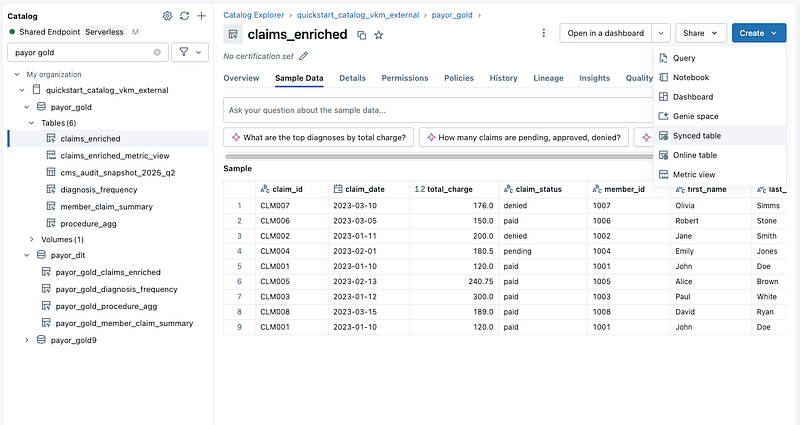 Catalog
Shared Endpoint Serverless M
payor gold
My organization
quickstart_catalog_vkm_external
payor_gold
Tables (6)
claims_enriched
claims_enriched_metric_view
cms_audit_snapshot_2025_q2
diagnosis_frequency
member_claim_summary
procedure_agg
Volumes (1)
payor_dlt
payor_gold_claims_enriched
payor_gold_diagnosis_frequency
payor_gold_procedure_agg
payor_gold_member_claim_summary
payor_gold9
Catalog Explorer › quickstart_catalog_vkm_external › payor_gold ›
claims_enriched
Open in a dashboard
Share
Create
No certification set
Overview Sample Data Details Permissions Policies History Lineage Insights Quality
Query
Notebook
Dashboard
Genie space
Synced table
Online table
Metric view
Ask your question about the sample data...
What are the top diagnoses by total charge?
How many claims are pending, approved, denied?
Sample
claim_id claim_date 1.2 total_charge claim_status member_id first_name last_
1 CLM007 2023-03-10 176.0 denied 1007 Olivia Simms
2 CLM006 2023-03-05 150.0 paid 1006 Robert Stone
3 CLM002 2023-01-11 200.0 denied 1002 Jane Smith
4 CLM004 2023-02-01 180.5 pending 1004 Emily Jones
5 CLM001 2023-01-10 120.0 paid 1001 John Doe
6 CLM005 2023-02-13 240.75 paid 1005 Alice Brown
7 CLM003 2023-01-12 300.0 paid 1003 Paul White
8 CLM008 2023-03-15 189.0 paid 1008 David Ryan
9 CLM001 2023-01-10 120.0 paid 1001 John Doe